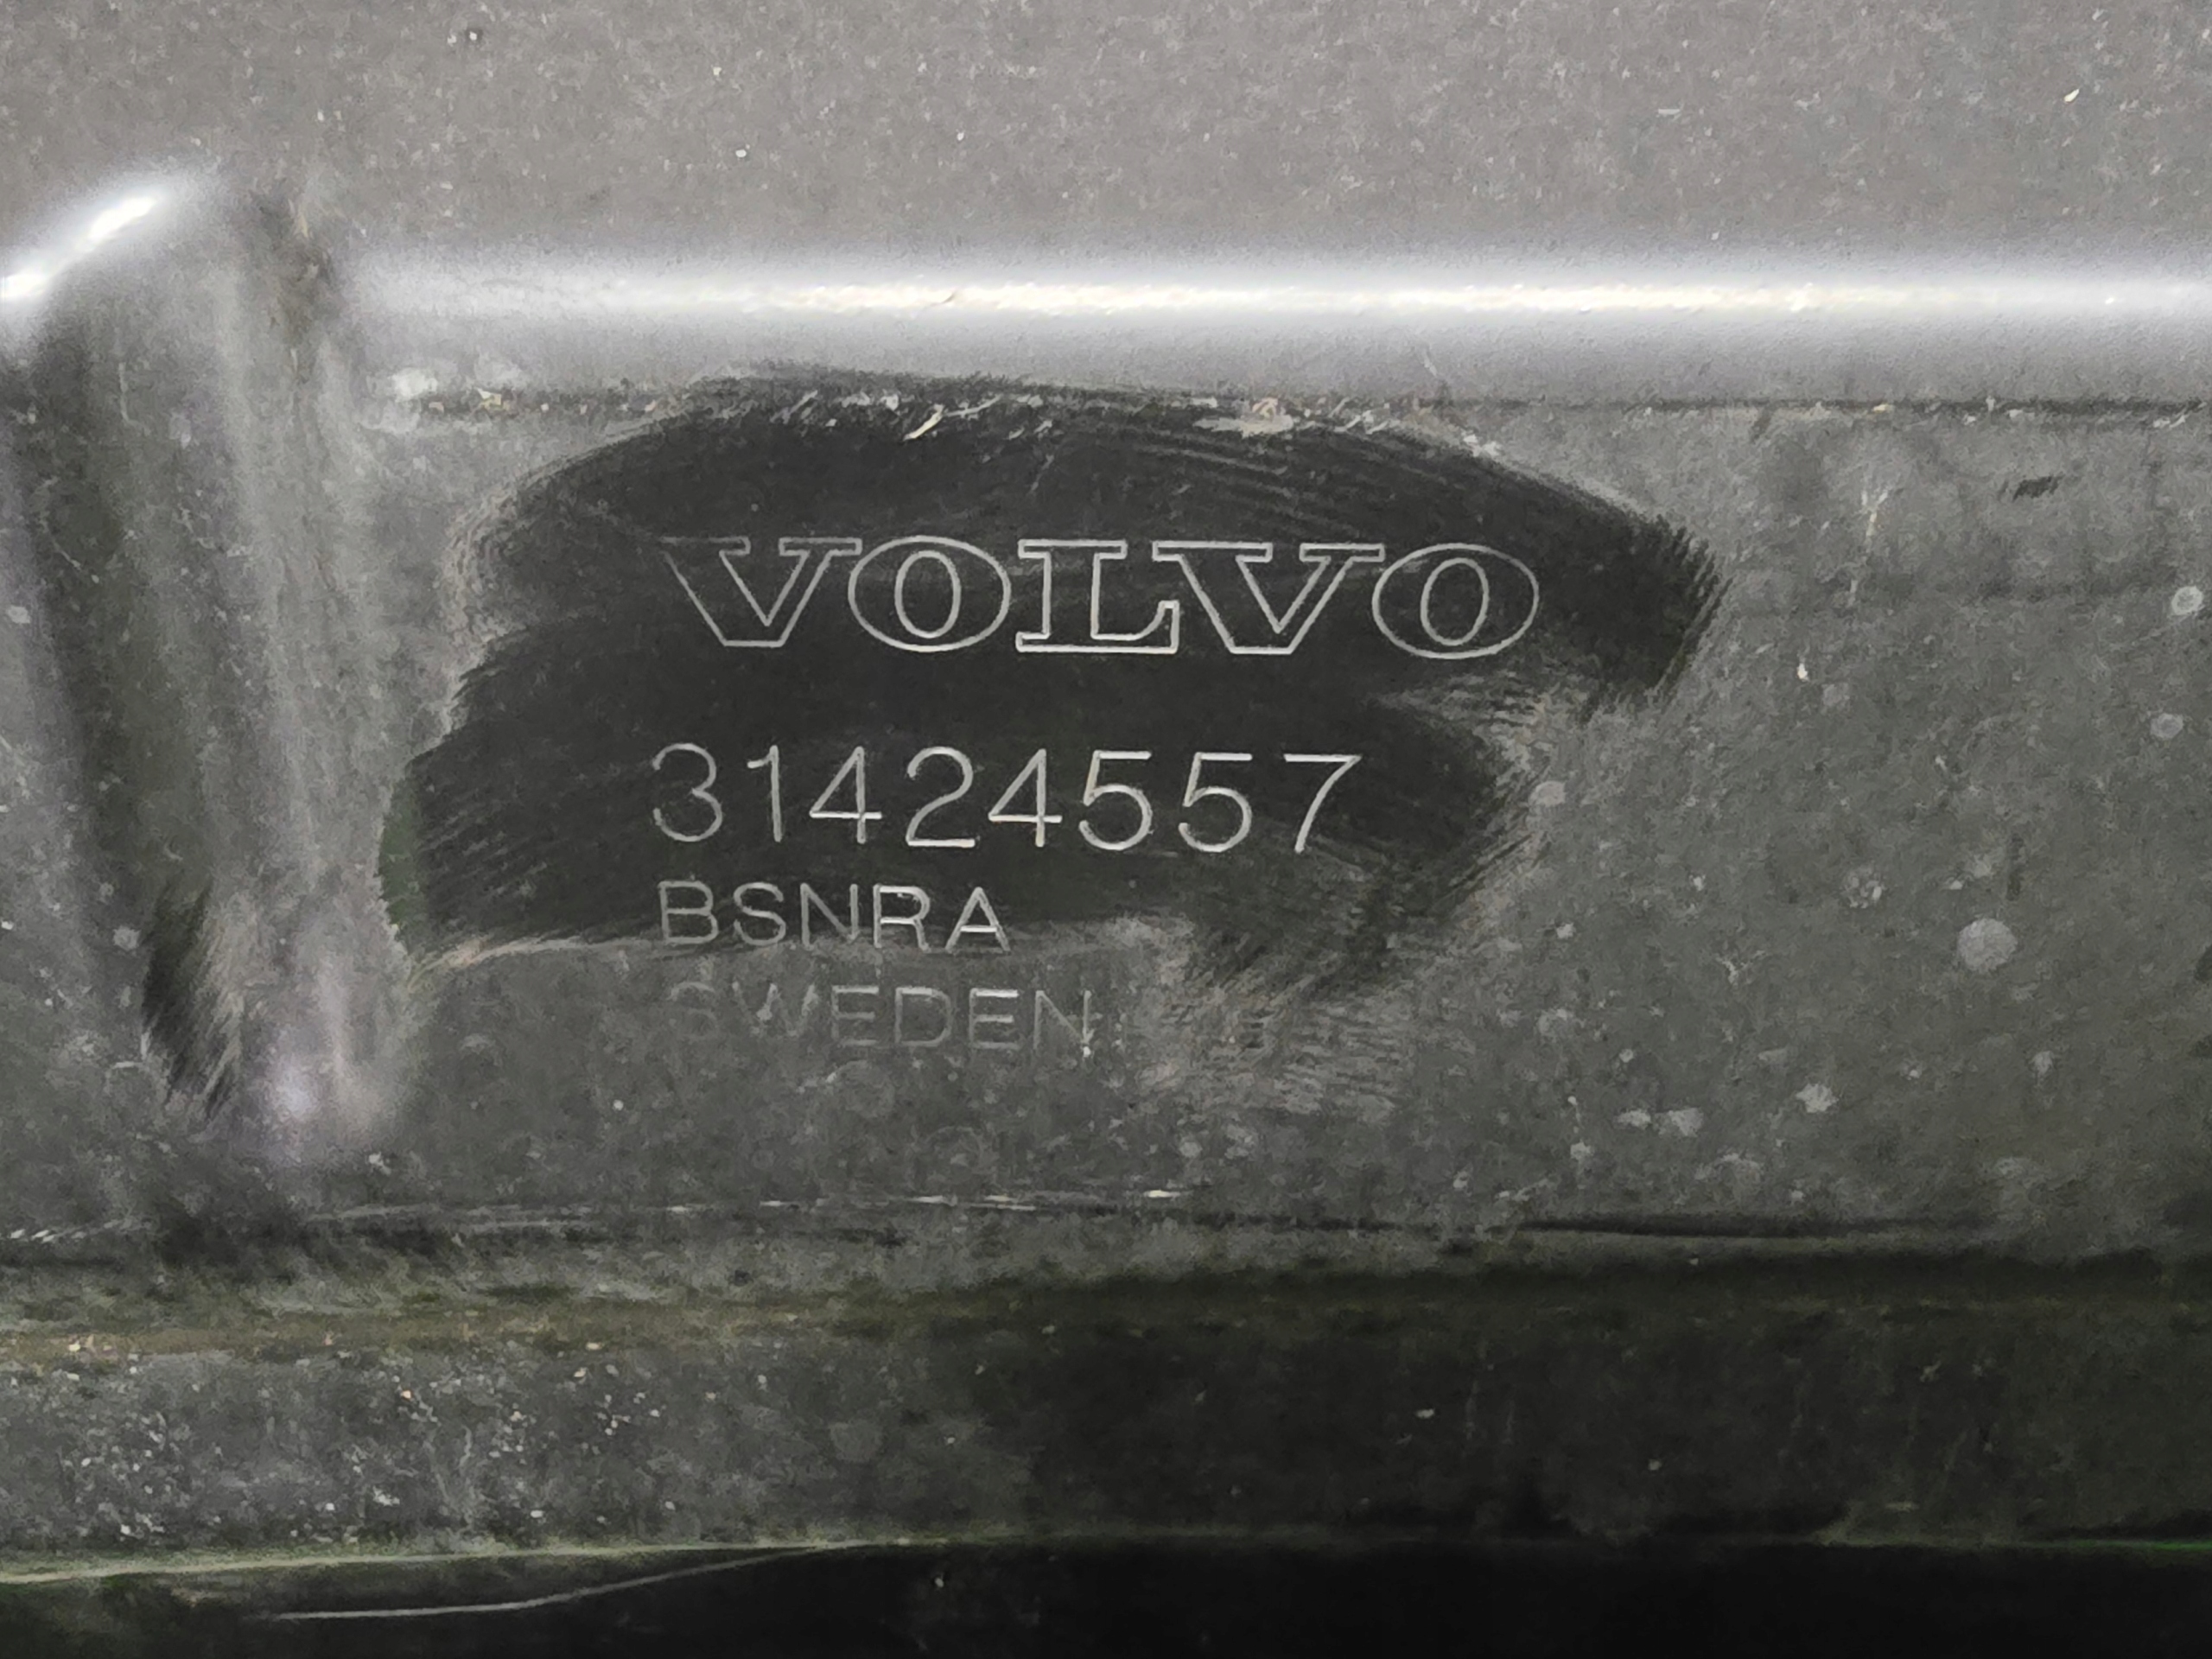 VOLVO
31424557
BSNRA
SWEDEN